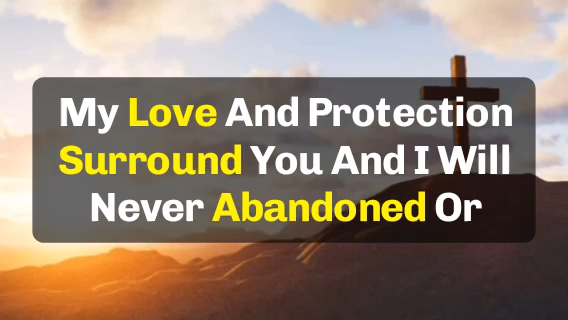 My Love And Protection
Surround You And I Will
Never Abandoned Or